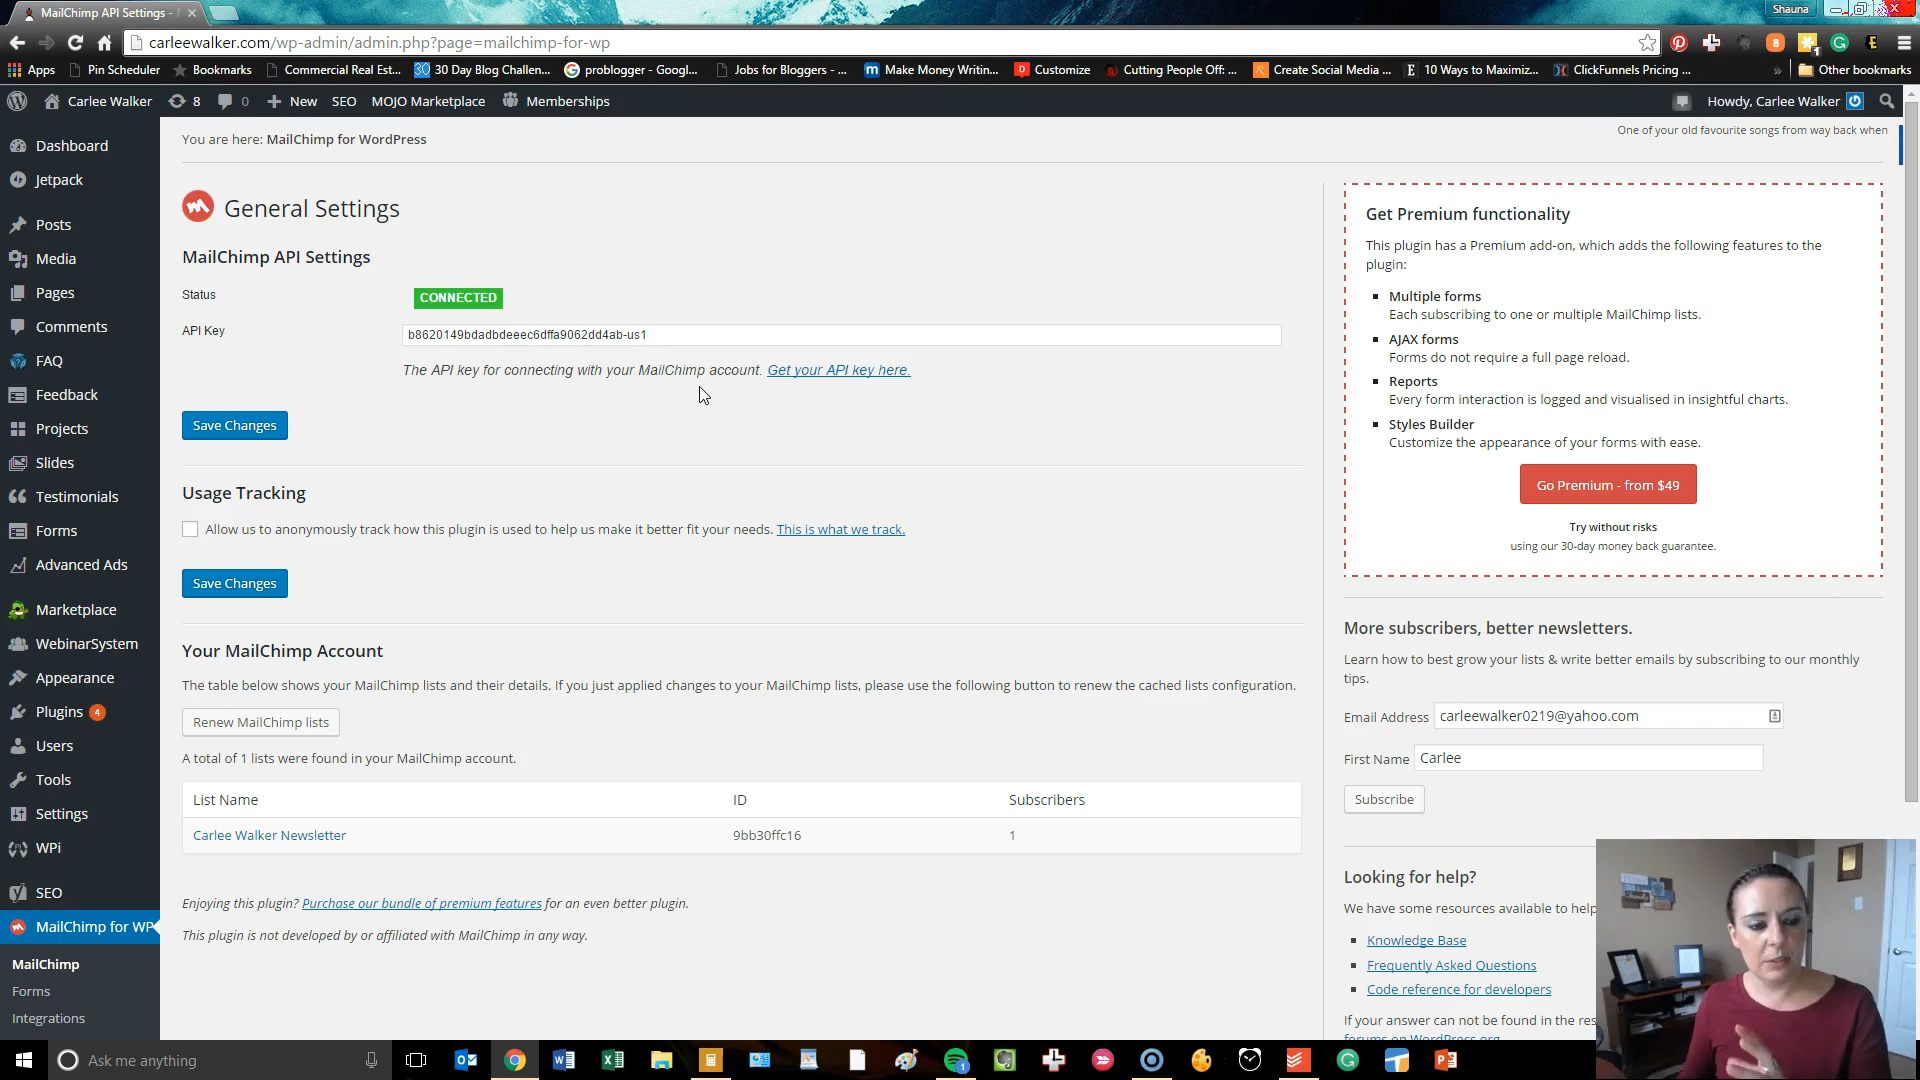 MailChimp API Settings -
Shauna
carleewalker.com/wp-admin/admin.php?page=mailchimp-for-wp
Apps
Pin Scheduler
Bookmarks
Commercial Real Est...
30 Day Blog Challen...
problogger - Googl...
Jobs for Bloggers - ...
Make Money Writin...
Customize
Cutting People Off: ...
Create Social Media ...
10 Ways to Maximiz...
ClickFunnels Pricing ...
Other bookmarks
Carlee Walker
8
0
New
SEO
MOJO Marketplace
Memberships
Howdy, Carlee Walker
Dashboard
Jetpack
Posts
Media
Pages
Comments
FAQ
Feedback
Projects
Slides
Testimonials
Forms
Advanced Ads
Marketplace
WebinarSystem
Appearance
Plugins 4
Users
Tools
Settings
WPi
SEO
MailChimp for WP
MailChimp
Forms
Integrations
You are here: MailChimp for WordPress
One of your old favourite songs from way back when
General Settings
MailChimp API Settings
Status
CONNECTED
API Key
b8620149bdadbdeeec6dffa9062dd4ab-us1
The API key for connecting with your MailChimp account. Get your API key here.
Save Changes
Usage Tracking
Allow us to anonymously track how this plugin is used to help us make it better fit your needs. This is what we track.
Save Changes
Your MailChimp Account
The table below shows your MailChimp lists and their details. If you just applied changes to your MailChimp lists, please use the following button to renew the cached lists configuration.
Renew MailChimp lists
A total of 1 lists were found in your MailChimp account.
List Name ID Subscribers
Carlee Walker Newsletter 9bb30ffc16 1
Enjoying this plugin? Purchase our bundle of premium features for an even better plugin.
This plugin is not developed by or affiliated with MailChimp in any way.
Get Premium functionality
This plugin has a Premium add-on, which adds the following features to the
plugin:
Multiple forms
Each subscribing to one or multiple MailChimp lists.
AJAX forms
Forms do not require a full page reload.
Reports
Every form interaction is logged and visualised in insightful charts.
Styles Builder
Customize the appearance of your forms with ease.
Go Premium - from $49
Try without risks
using our 30-day money back guarantee.
More subscribers, better newsletters.
Learn how to best grow your lists & write better emails by subscribing to our monthly
tips.
Email Address carleewalker0219@yahoo.com
First Name Carlee
Subscribe
Looking for help?
We have some resources available to help
Knowledge Base
Frequently Asked Questions
Code reference for developers
If your answer can not be found in the res
forums on WordPress.org
Ask me anything